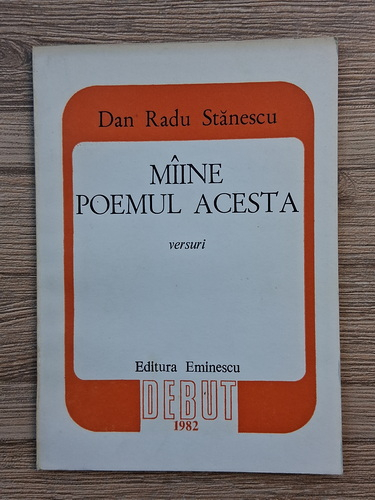 Dan Radu Stănescu
MÎINE
POEMUL ACESTA
versuri
Editura Eminescu
DEBUT
1982